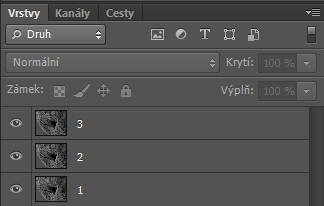 Vrstvy Kanály Cesty
Druh
Normální Krytí: 100 %
Zámek: Výplň: 100 %
3
2
1